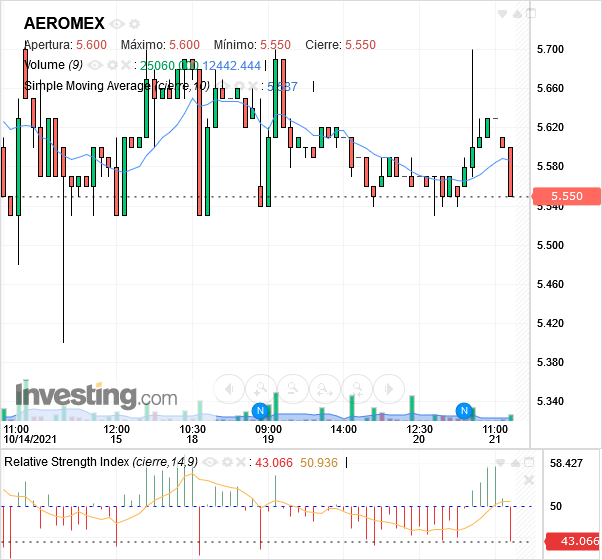 AEROMEX
Apertura: 5.600 Máximo: 5.600 Mínimo: 5.550 Cierre: 5.550
Volume (9) : 25060.000 12442.444
Simple Moving Average (cierre,10) : 5.587
5.700
5.660
5.620
5.580
5.550
5.540
5.500
5.460
5.420
5.380
5.340
Investing.com
N
N
11:00 12:00 10:30 09:00 14:00 12:30 11:00
10/14/2021 15 18 19 20 21
Relative Strength Index (cierre,14,9) : 43.066 50.936
58.427
50
43.066